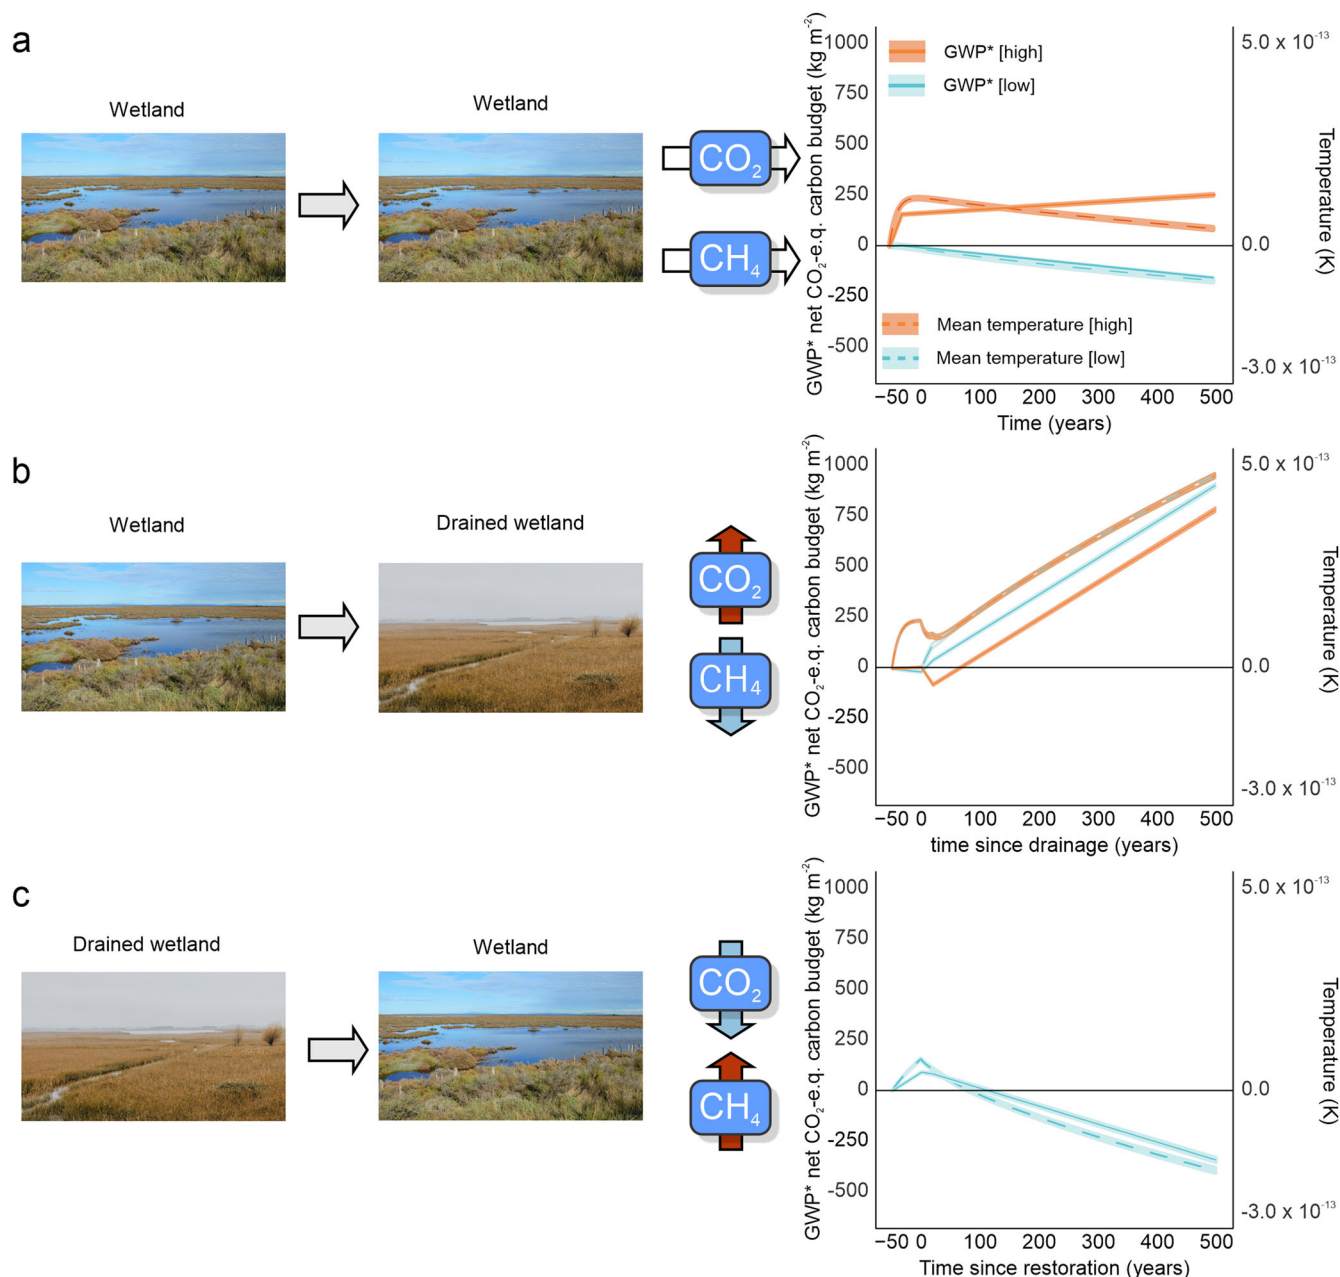 a
Wetland
Wetland
CO₂
CH₄
GWP* net CO₂-e.q. carbon budget (kg m⁻²)
1000
750
500
250
0
-250
-500
GWP* [high]
GWP* [low]
Mean temperature [high]
Mean temperature [low]
5.0 x 10⁻¹³
0.0
-3.0 x 10⁻¹³
Temperature (K)
−50 0 100 200 300 400 500
Time (years)
b
Wetland
Drained wetland
CO₂
CH₄
GWP* net CO₂-e.q. carbon budget (kg m⁻²)
1000
750
500
250
0
-250
-500
5.0 x 10⁻¹³
0.0
-3.0 x 10⁻¹³
Temperature (K)
−50 0 100 200 300 400 500
time since drainage (years)
c
Drained wetland
Wetland
CO₂
CH₄
GWP* net CO₂-e.q. carbon budget (kg m⁻²)
1000
750
500
250
0
-250
-500
5.0 x 10⁻¹³
0.0
-3.0 x 10⁻¹³
Temperature (K)
−50 0 100 200 300 400 500
Time since restoration (years)